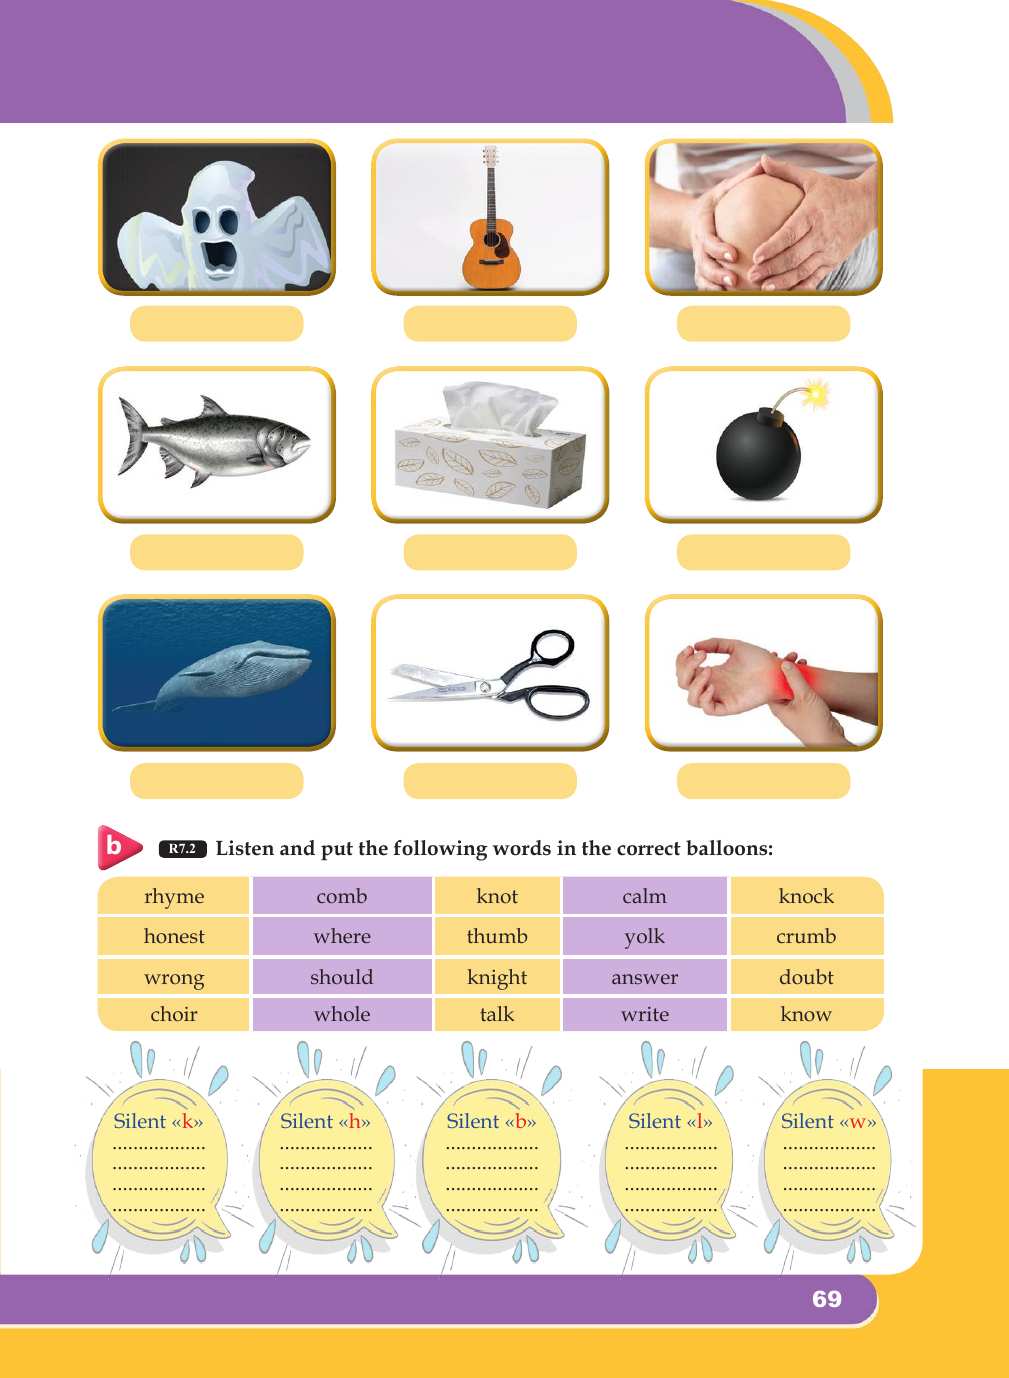 b R7.2 Listen and put the following words in the correct balloons:
rhyme comb knot calm knock
honest where thumb yolk crumb
wrong should knight answer doubt
choir whole talk write know
Silent «k» Silent «h» Silent «b» Silent «l» Silent «w»
..................
..................
..................
..................
69